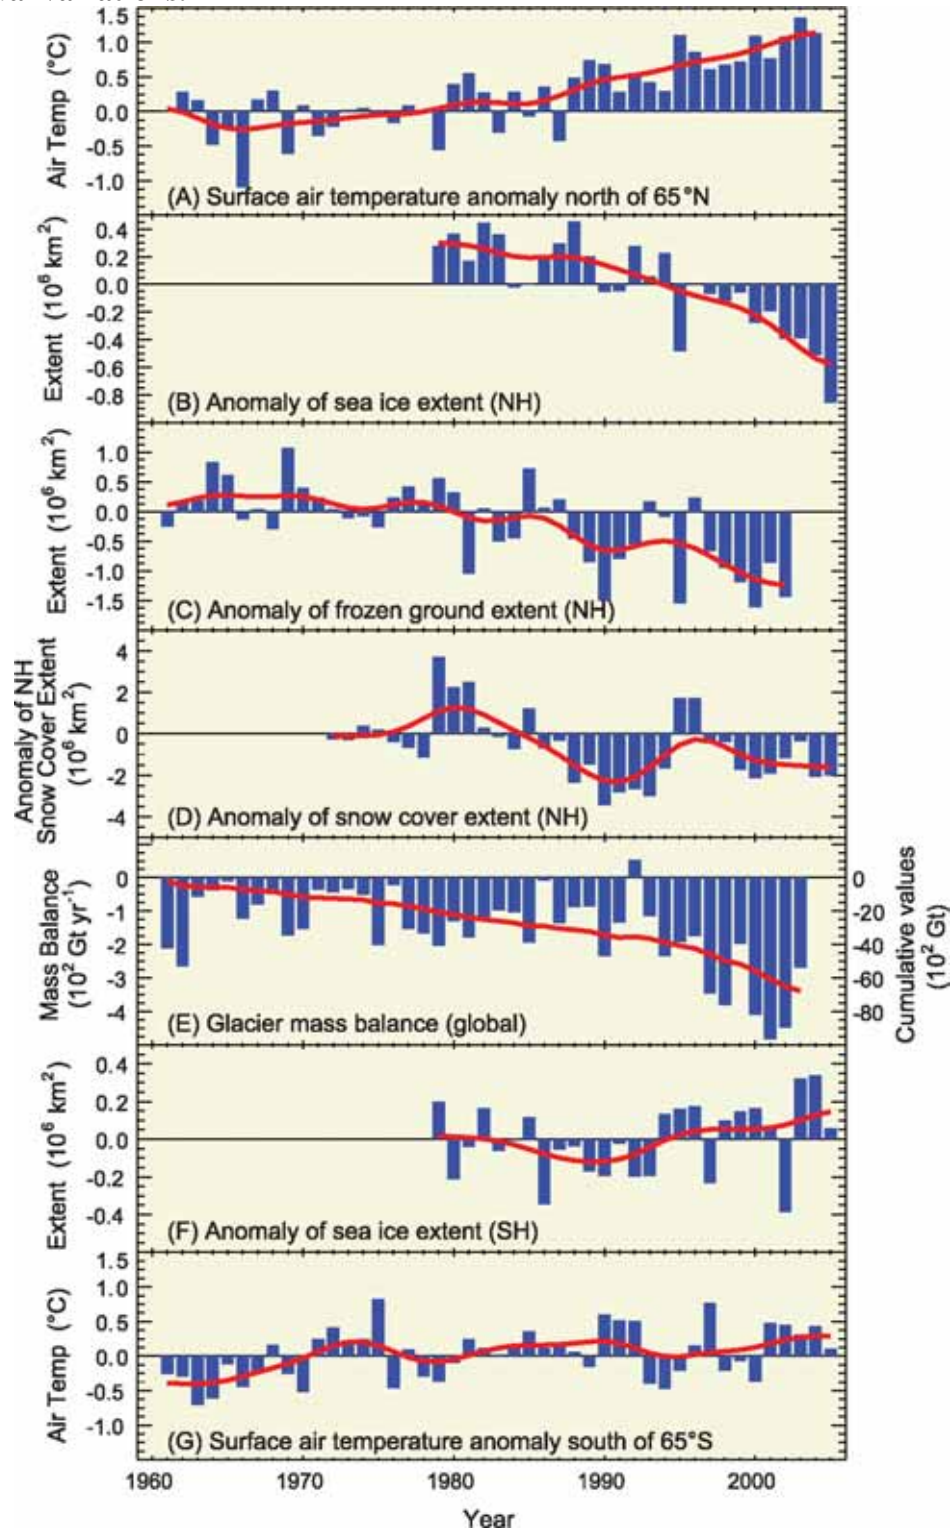 1.5
1.0
0.5
0.0
-0.5
-1.0
Air Temp (°C)
(A) Surface air temperature anomaly north of 65°N
0.4
0.2
0.0
-0.2
-0.4
-0.6
-0.8
Extent (10⁶ km²)
(B) Anomaly of sea ice extent (NH)
1.0
0.5
0.0
-0.5
-1.0
-1.5
Extent (10⁶ km²)
(C) Anomaly of frozen ground extent (NH)
4
2
0
-2
-4
Anomaly of NH
Snow Cover Extent
(10⁶ km²)
(D) Anomaly of snow cover extent (NH)
0
-1
-2
-3
-4
Mass Balance
(10² Gt yr⁻¹)
(E) Glacier mass balance (global)
0
-20
-40
-60
-80
Cumulative values
(10² Gt)
0.4
0.2
0.0
-0.2
-0.4
Extent (10⁶ km²)
(F) Anomaly of sea ice extent (SH)
1.5
1.0
0.5
0.0
-0.5
-1.0
Air Temp (°C)
(G) Surface air temperature anomaly south of 65°S
1960 1970 1980 1990 2000
Year